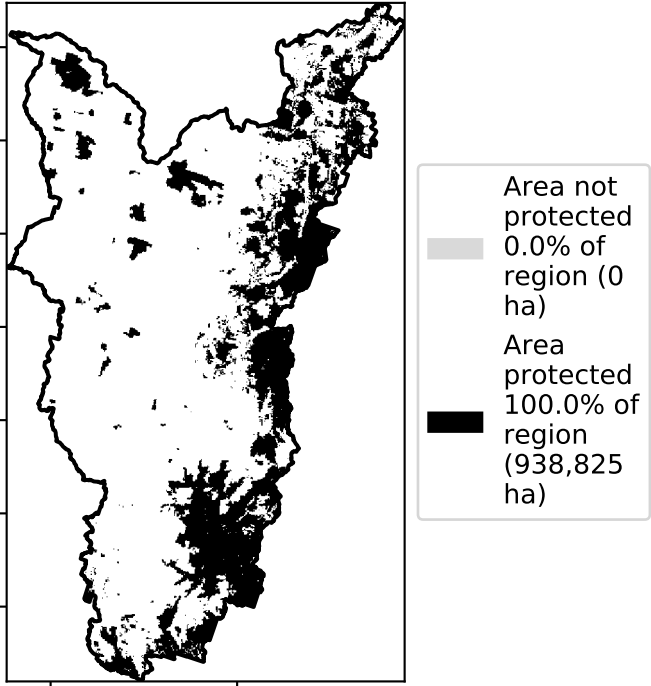 Area not
protected
0.0% of
region (0
ha)
Area
protected
100.0% of
region
(938,825
ha)